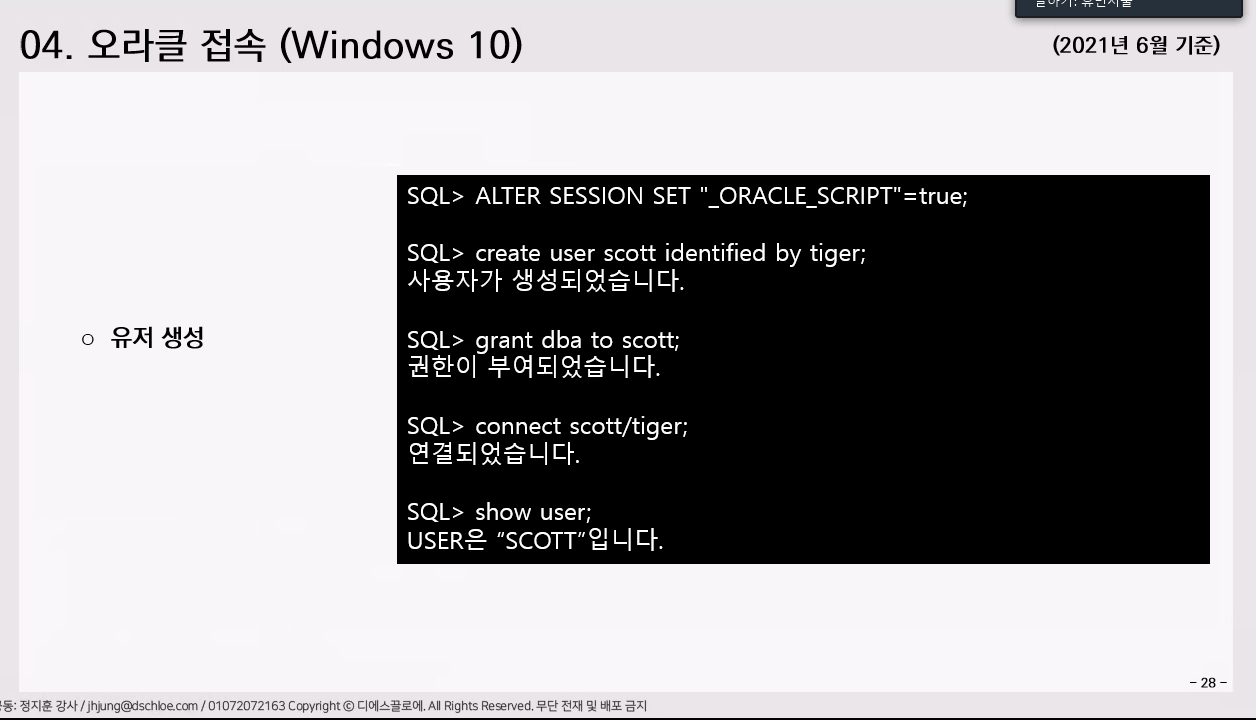 04. 오라클 접속 (Windows 10)
(2021년 6월 기준)
SQL> ALTER SESSION SET "_ORACLE_SCRIPT"=true;
SQL> create user scott identified by tiger;
사용자가 생성되었습니다.
○ 유저 생성
SQL> grant dba to scott;
권한이 부여되었습니다.
SQL> connect scott/tiger;
연결되었습니다.
SQL> show user;
USER은 “SCOTT”입니다.
- 28 -
정지훈 강사 / jhjung@dschloe.com / 01072072163 Copyright ⓒ 디에스끌로에. All Rights Reserved. 무단 전재 및 배포 금지